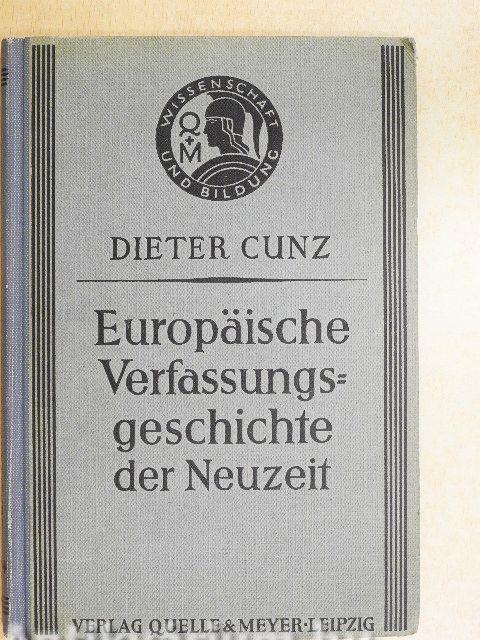 WISSENSCHAFT
UND BILDUNG
Q
+
M
DIETER CUNZ
Europäische
Verfassungs=
geschichte
der Neuzeit
VERLAG QUELLE & MEYER · LEIPZIG